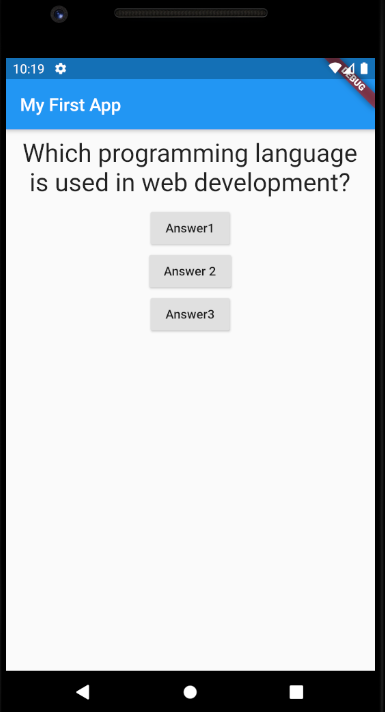 10:19
DEBUG
My First App
Which programming language
is used in web development?
Answer1
Answer 2
Answer3